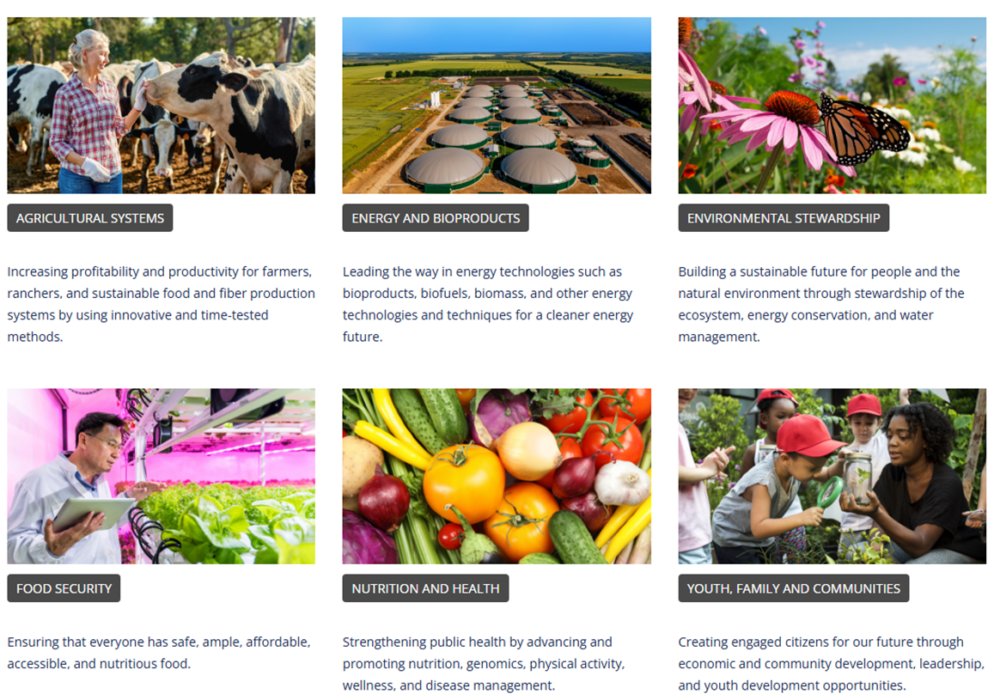 AGRICULTURAL SYSTEMS
Increasing profitability and productivity for farmers,
ranchers, and sustainable food and fiber production
systems by using innovative and time-tested
methods.
ENERGY AND BIOPRODUCTS
Leading the way in energy technologies such as
bioproducts, biofuels, biomass, and other energy
technologies and techniques for a cleaner energy
future.
ENVIRONMENTAL STEWARDSHIP
Building a sustainable future for people and the
natural environment through stewardship of the
ecosystem, energy conservation, and water
management.
FOOD SECURITY
Ensuring that everyone has safe, ample, affordable,
accessible, and nutritious food.
NUTRITION AND HEALTH
Strengthening public health by advancing and
promoting nutrition, genomics, physical activity,
wellness, and disease management.
YOUTH, FAMILY AND COMMUNITIES
Creating engaged citizens for our future through
economic and community development, leadership,
and youth development opportunities.